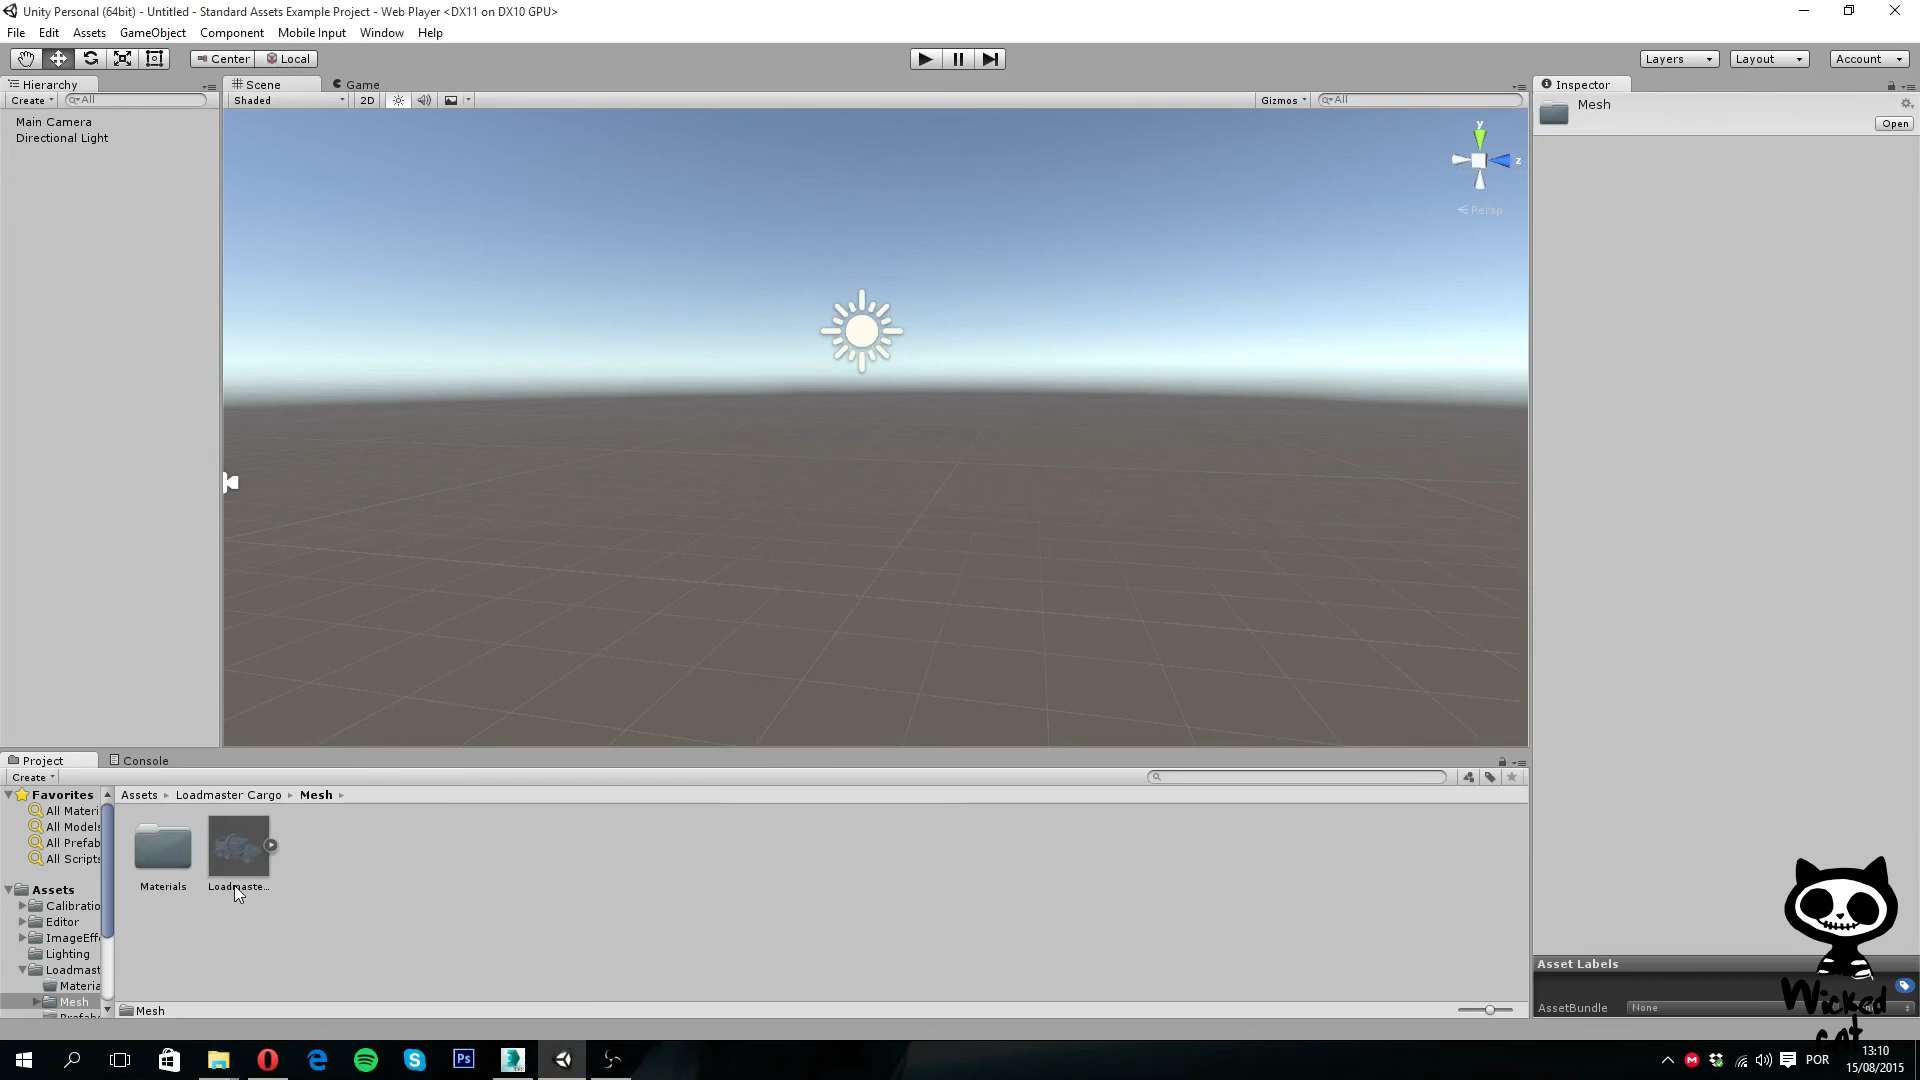 Unity Personal (64bit) - Untitled - Standard Assets Example Project - Web Player <DX11 on DX10 GPU>
File Edit Assets GameObject Component Mobile Input Window Help
Center Local Layers Layout Account
Hierarchy
Create All
Main Camera
Directional Light
Scene Game
Shaded 2D Gizmos All
y
z
Persp
Inspector
Mesh
Open
Project Console
Create
Favorites
All Materi
All Models
All Prefab
All Scripts
Assets
Calibratio
Editor
ImageEff
Lighting
Loadmast
Materia
Mesh
Prefab
Assets Loadmaster Cargo Mesh
Materials Loadmaste...
Mesh
Asset Labels
AssetBundle None
Wicked
cat
Ps
POR
13:10
15/08/2015